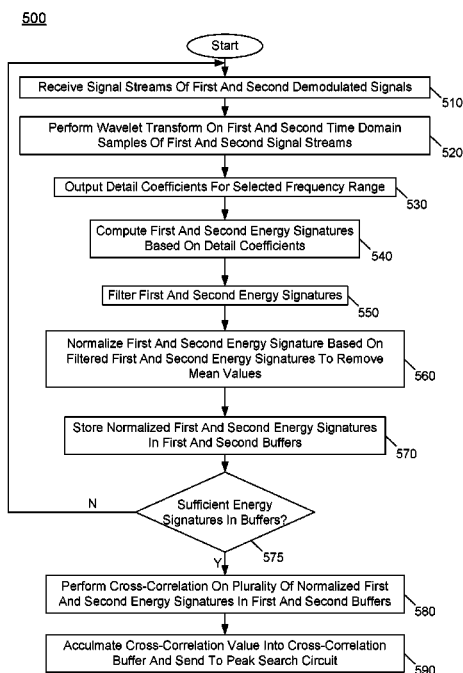 500
Start
Receive Signal Streams Of First And Second Demodulated Signals
510
Perform Wavelet Transform On First And Second Time Domain
Samples Of First And Second Signal Streams
520
Output Detail Coefficients For Selected Frequency Range
530
Compute First And Second Energy Signatures
Based On Detail Coefficients
540
Filter First And Second Energy Signatures
550
Normalize First And Second Energy Signature Based On
Filtered First And Second Energy Signatures To Remove
Mean Values
560
Store Normalized First And Second Energy Signatures
In First And Second Buffers
570
N
Sufficient Energy
Signatures In Buffers?
575
Y
Perform Cross-Correlation On Plurality Of Normalized First
And Second Energy Signatures In First And Second Buffers
580
Acculmate Cross-Correlation Value Into Cross-Correlation
Buffer And Send To Peak Search Circuit
590